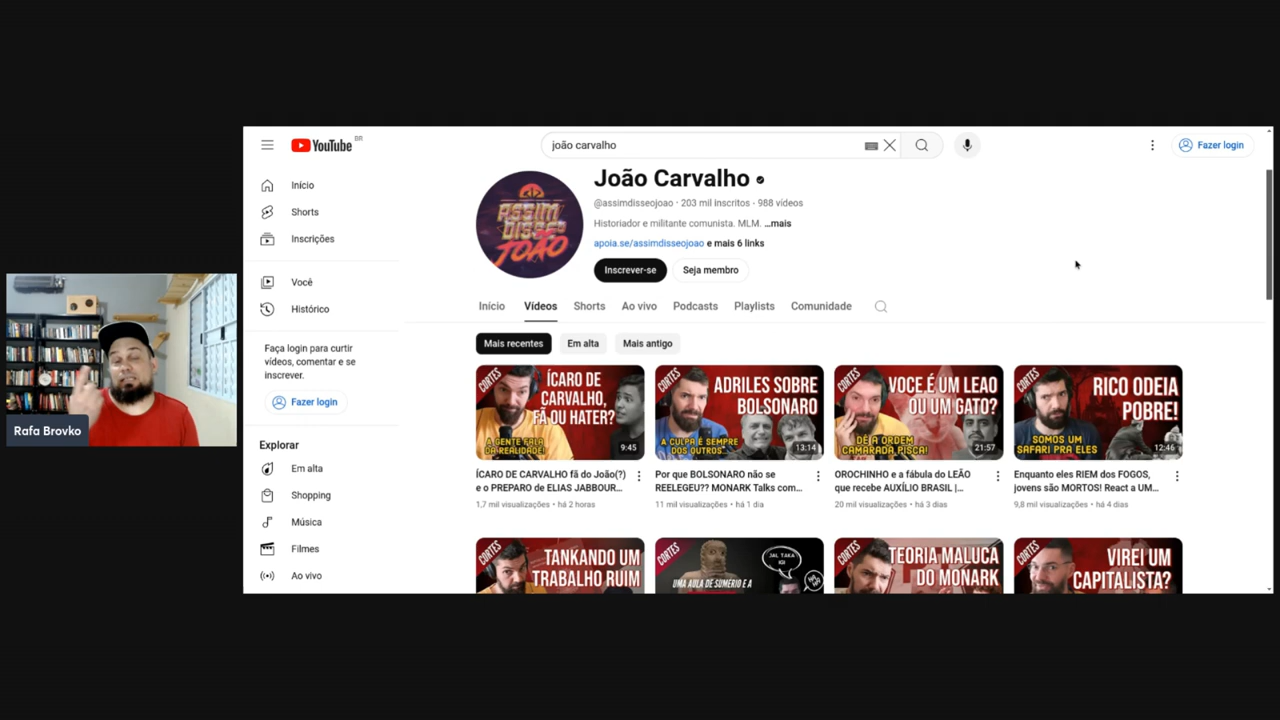 YouTube BR
joão carvalho
Fazer login
Início
Shorts
Inscrições
Você
Histórico
Faça login para curtir
vídeos, comentar e se
inscrever.
Fazer login
Explorar
Em alta
Shopping
Música
Filmes
Ao vivo
Rafa Brovko
ASSIM
DISSE
JOÃO
João Carvalho
@assimdissejoao • 203 mil inscritos • 988 vídeos
Historiador e militante comunista. MLM. ...mais
apoia.se/assimdissejoao e mais 6 links
Inscrever-se
Seja membro
Início Vídeos Shorts Ao vivo Podcasts Playlists Comunidade
Mais recentes Em alta Mais antigo
CORTES
ÍCARO DE
CARVALHO,
FÃ OU HATER?
A GENTE FALA
DA REALIDADE!
9:45
ÍCARO DE CARVALHO fã do João(?)
e o PREPARO de ELIAS JABBOUR...
1,7 mil visualizações • há 2 horas
CORTES
ADRILES SOBRE
BOLSONARO
A CULPA É SEMPRE
DOS OUTROS"
13:14
Por que BOLSONARO não se
REELEGEU?? MONARK Talks com...
11 mil visualizações • há 1 dia
CORTES
VOCE É UM LEAO
OU UM GATO?
DÊ A ORDEM
CAMARADA PISCA!
21:57
OROCHINHO e a fábula do LEÃO
que recebe AUXÍLIO BRASIL |...
20 mil visualizações • há 3 dias
CORTES
RICO ODEIA
POBRE!
SOMOS UM
SAFARI PRA ELES
12:46
Enquanto eles RIEM dos FOGOS,
jovens são MORTOS! React a UM...
9,8 mil visualizações • há 4 dias
CORTES
TANKANDO UM
TRABALHO RUIM
CORTES
JAL TAKA
IGI
UMA AULA DE SUMERIO E A
CORTES
TEORIA MALUCA
DO MONARK
CORTES
VIREI UM
CAPITALISTA?